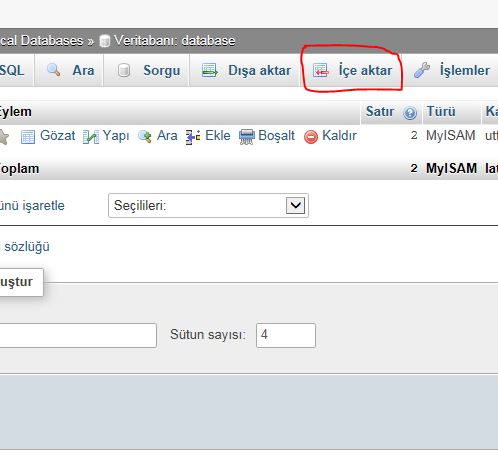 cal Databases » Veritabanı: database
SQL Ara Sorgu Dışa aktar İçe aktar İşlemler
Eylem Satır Türü Ka
Gözat Yapı Ara Ekle Boşalt Kaldır 2 MyISAM utf
Toplam 2 MyISAM lat
ünü işaretle Seçilileri:
sözlüğü
uştur
Sütun sayısı: 4